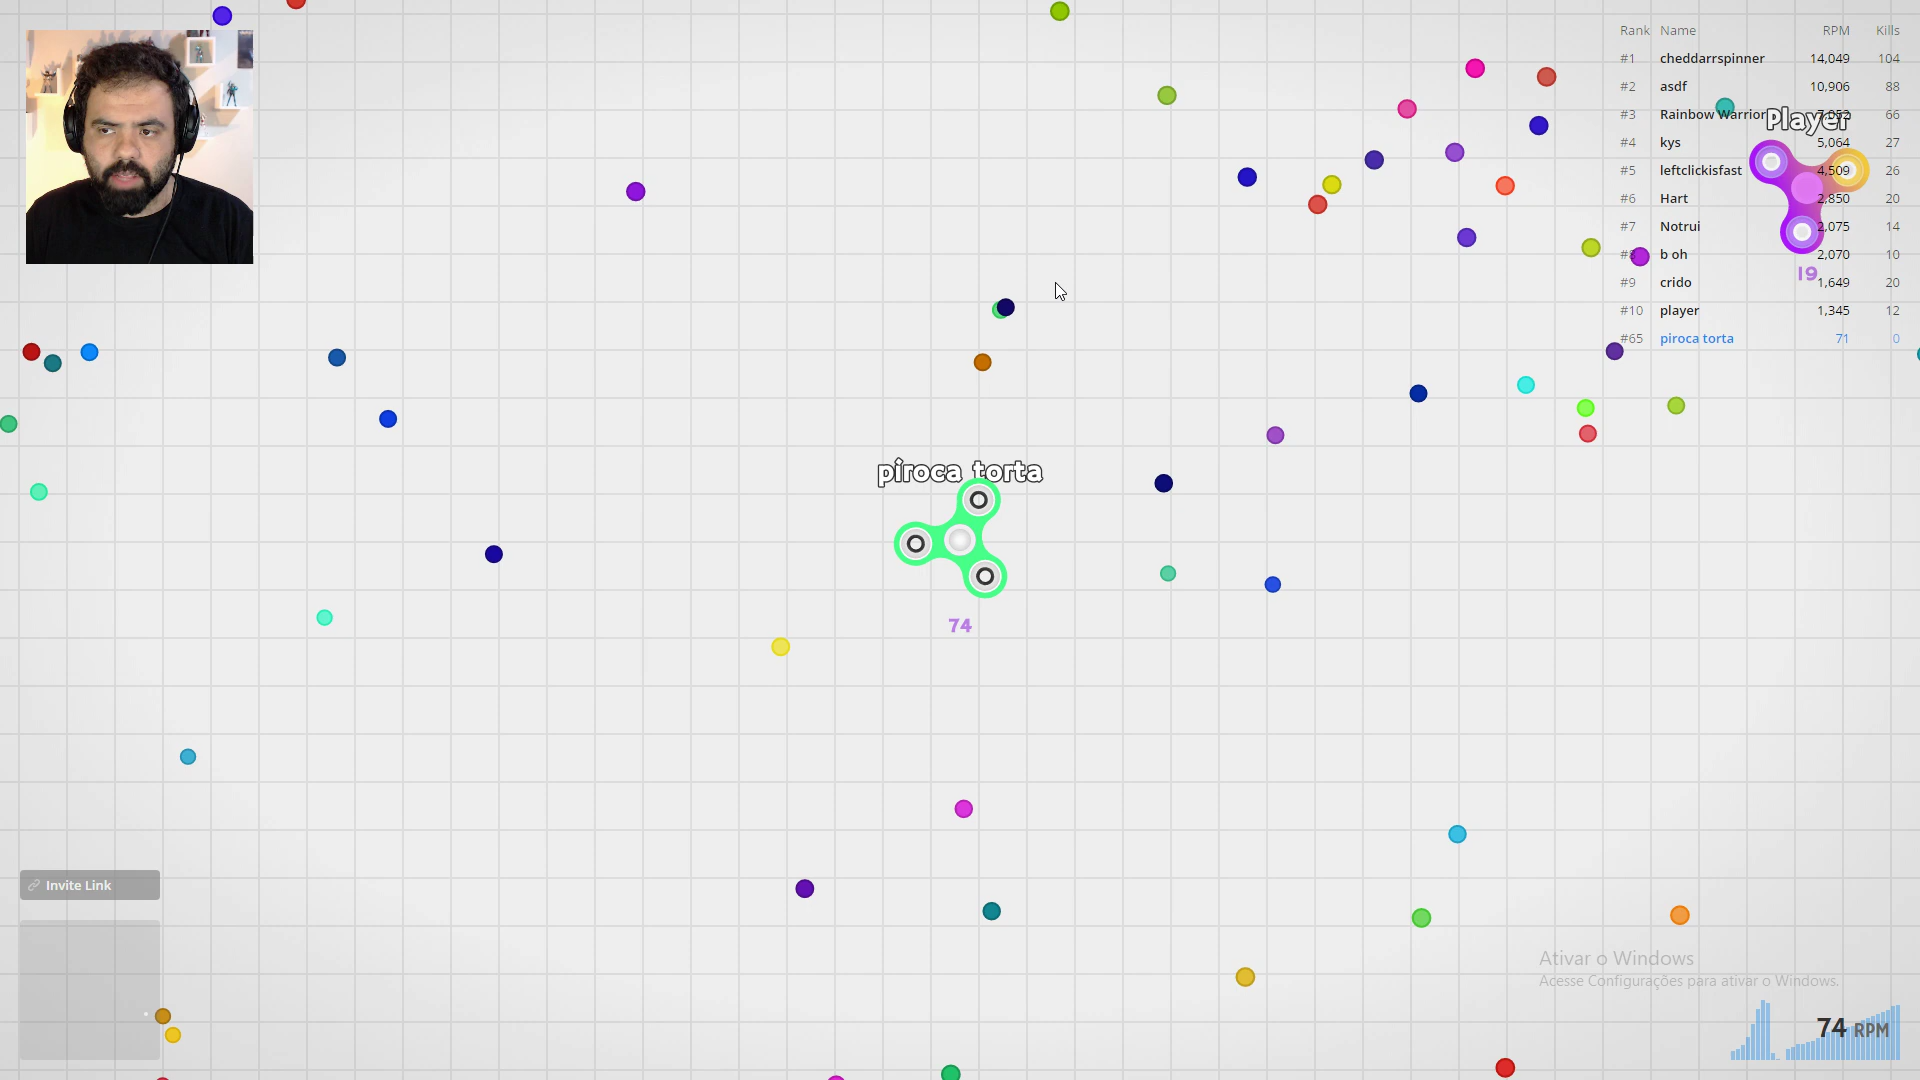 Rank Name RPM Kills
#1 cheddarrspinner 14,049 104
#2 asdf 10,906 88
#3 Rainbow Warrior 7,052 66
#4 kys 5,064 27
#5 leftclickisfast 4,509 26
#6 Hart 2,850 20
#7 Notrui 2,075 14
#8 b oh 2,070 10
#9 crido 1,649 20
#10 player 1,345 12
#65 piroca torta 71 0
Player
19
piroca torta
74
Invite Link
Ativar o Windows
Acesse Configurações para ativar o Windows.
74 RPM